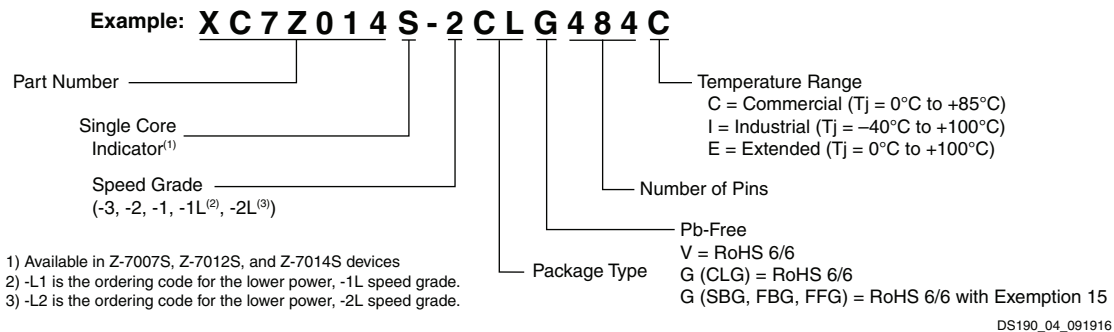 Example: XC7Z014S-2CLG484C
Part Number
Temperature Range
C = Commercial (Tj = 0°C to +85°C)
I = Industrial (Tj = –40°C to +100°C)
E = Extended (Tj = 0°C to +100°C)
Single Core
Indicator(1)
Speed Grade
(-3, -2, -1, -1L(2), -2L(3))
Number of Pins
Pb-Free
V = RoHS 6/6
G (CLG) = RoHS 6/6
G (SBG, FBG, FFG) = RoHS 6/6 with Exemption 15
Package Type
1) Available in Z-7007S, Z-7012S, and Z-7014S devices
2) -L1 is the ordering code for the lower power, -1L speed grade.
3) -L2 is the ordering code for the lower power, -2L speed grade.
DS190_04_091916